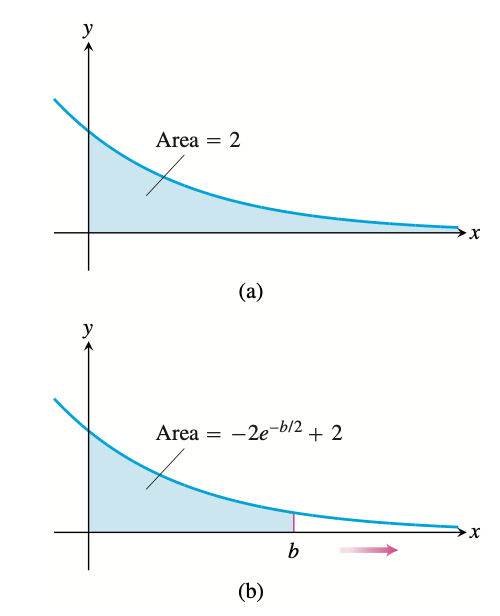 y
Area = 2
x
(a)
y
Area = −2e^{−b/2} + 2
x
b
(b)